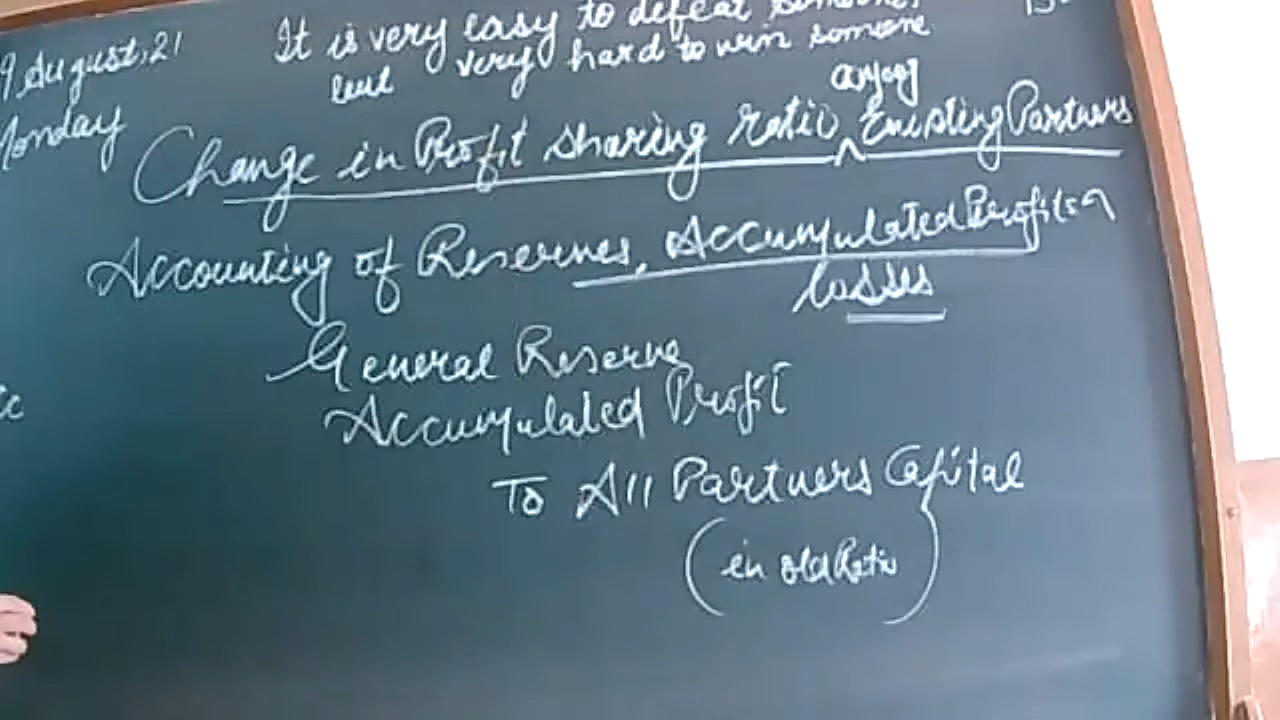 9 August, 21
Monday
It is very easy to defeat someone,
but very hard to win someone
among
Change in Profit sharing ratio ^ Existing Partners
Accounting of Reserves, Accumulated Profits
losses
General Reserve
Accumulated Profit
To All Partners Capital
(in old Ratio)